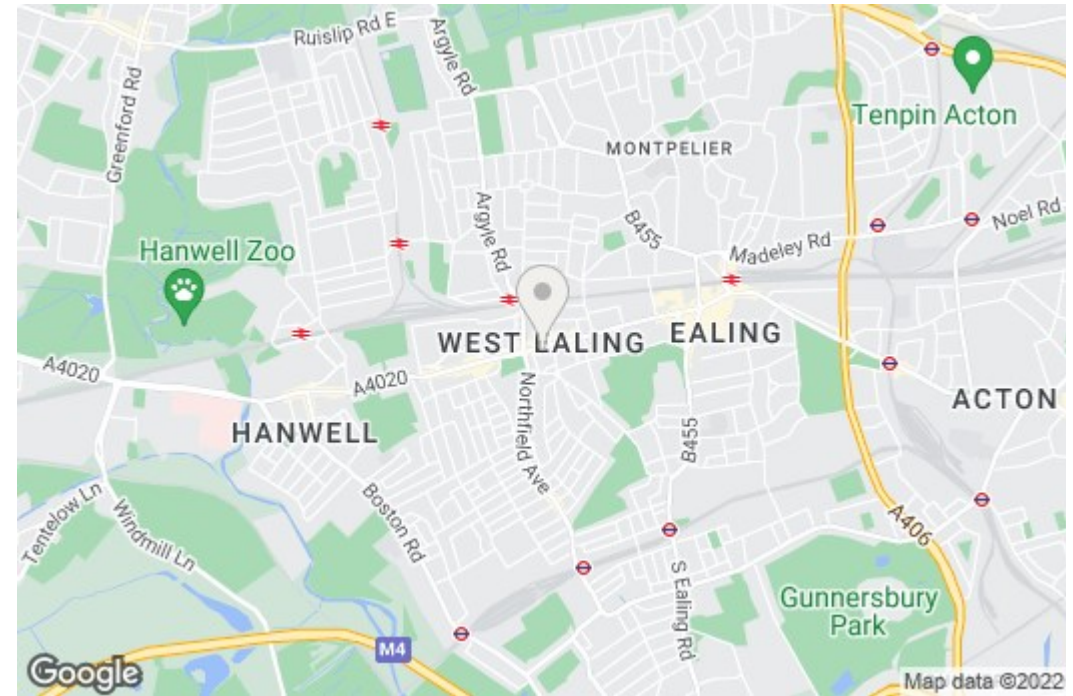 Ruislip Rd E
Argyle Rd
Greenford Rd
Tenpin Acton
MONTPELIER
Argyle Rd
B455
Noel Rd
Madeley Rd
Hanwell Zoo
WEST EALING
EALING
A4020
A4020
ACTON
HANWELL
Northfield Ave
B455
Boston Rd
Tentelow Ln
Windmill Ln
A406
S Ealing Rd
Gunnersbury
Park
M4
Google
Map data ©2022